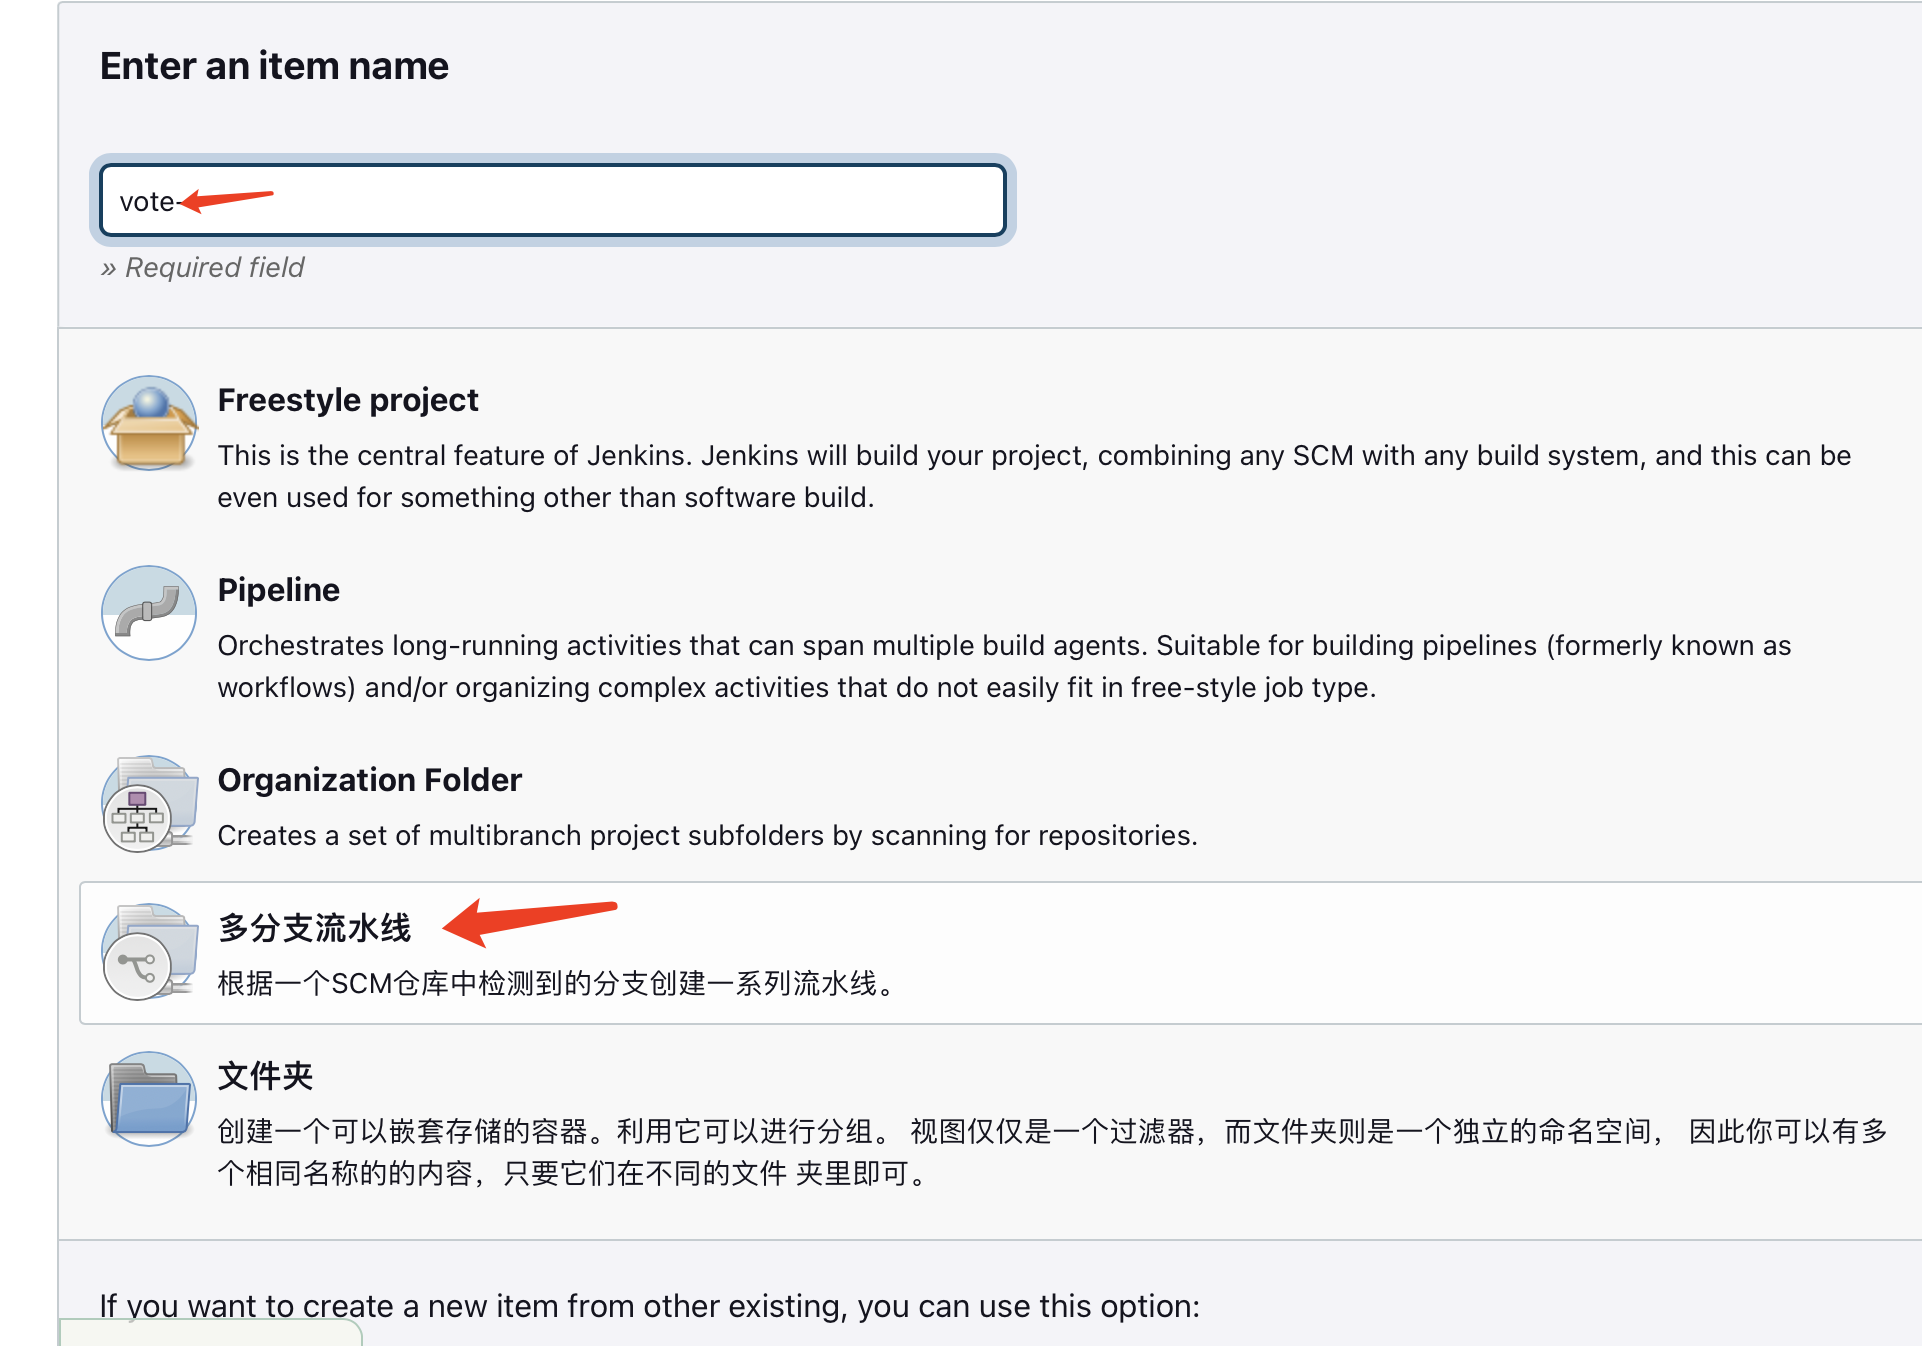 Enter an item name
vote-
» Required field
Freestyle project
This is the central feature of Jenkins. Jenkins will build your project, combining any SCM with any build system, and this can be
even used for something other than software build.
Pipeline
Orchestrates long-running activities that can span multiple build agents. Suitable for building pipelines (formerly known as
workflows) and/or organizing complex activities that do not easily fit in free-style job type.
Organization Folder
Creates a set of multibranch project subfolders by scanning for repositories.
多分支流水线
根据一个SCM仓库中检测到的分支创建一系列流水线。
文件夹
创建一个可以嵌套存储的容器。利用它可以进行分组。 视图仅仅是一个过滤器，而文件夹则是一个独立的命名空间， 因此你可以有多
个相同名称的的内容，只要它们在不同的文件 夹里即可。
If you want to create a new item from other existing, you can use this option: